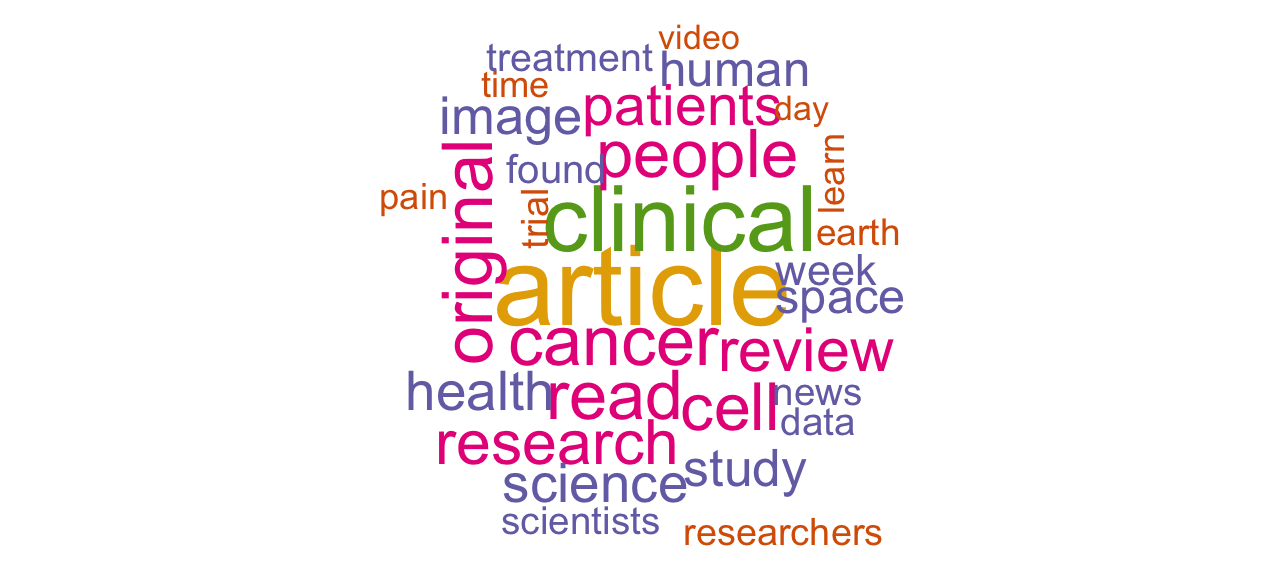 video
treatment
human
time
image
patients
day
people
found
learn
original
pain
trial
clinical
earth
article
week
space
cancer
review
health
read
cell
news
data
research
study
science
scientists
researchers